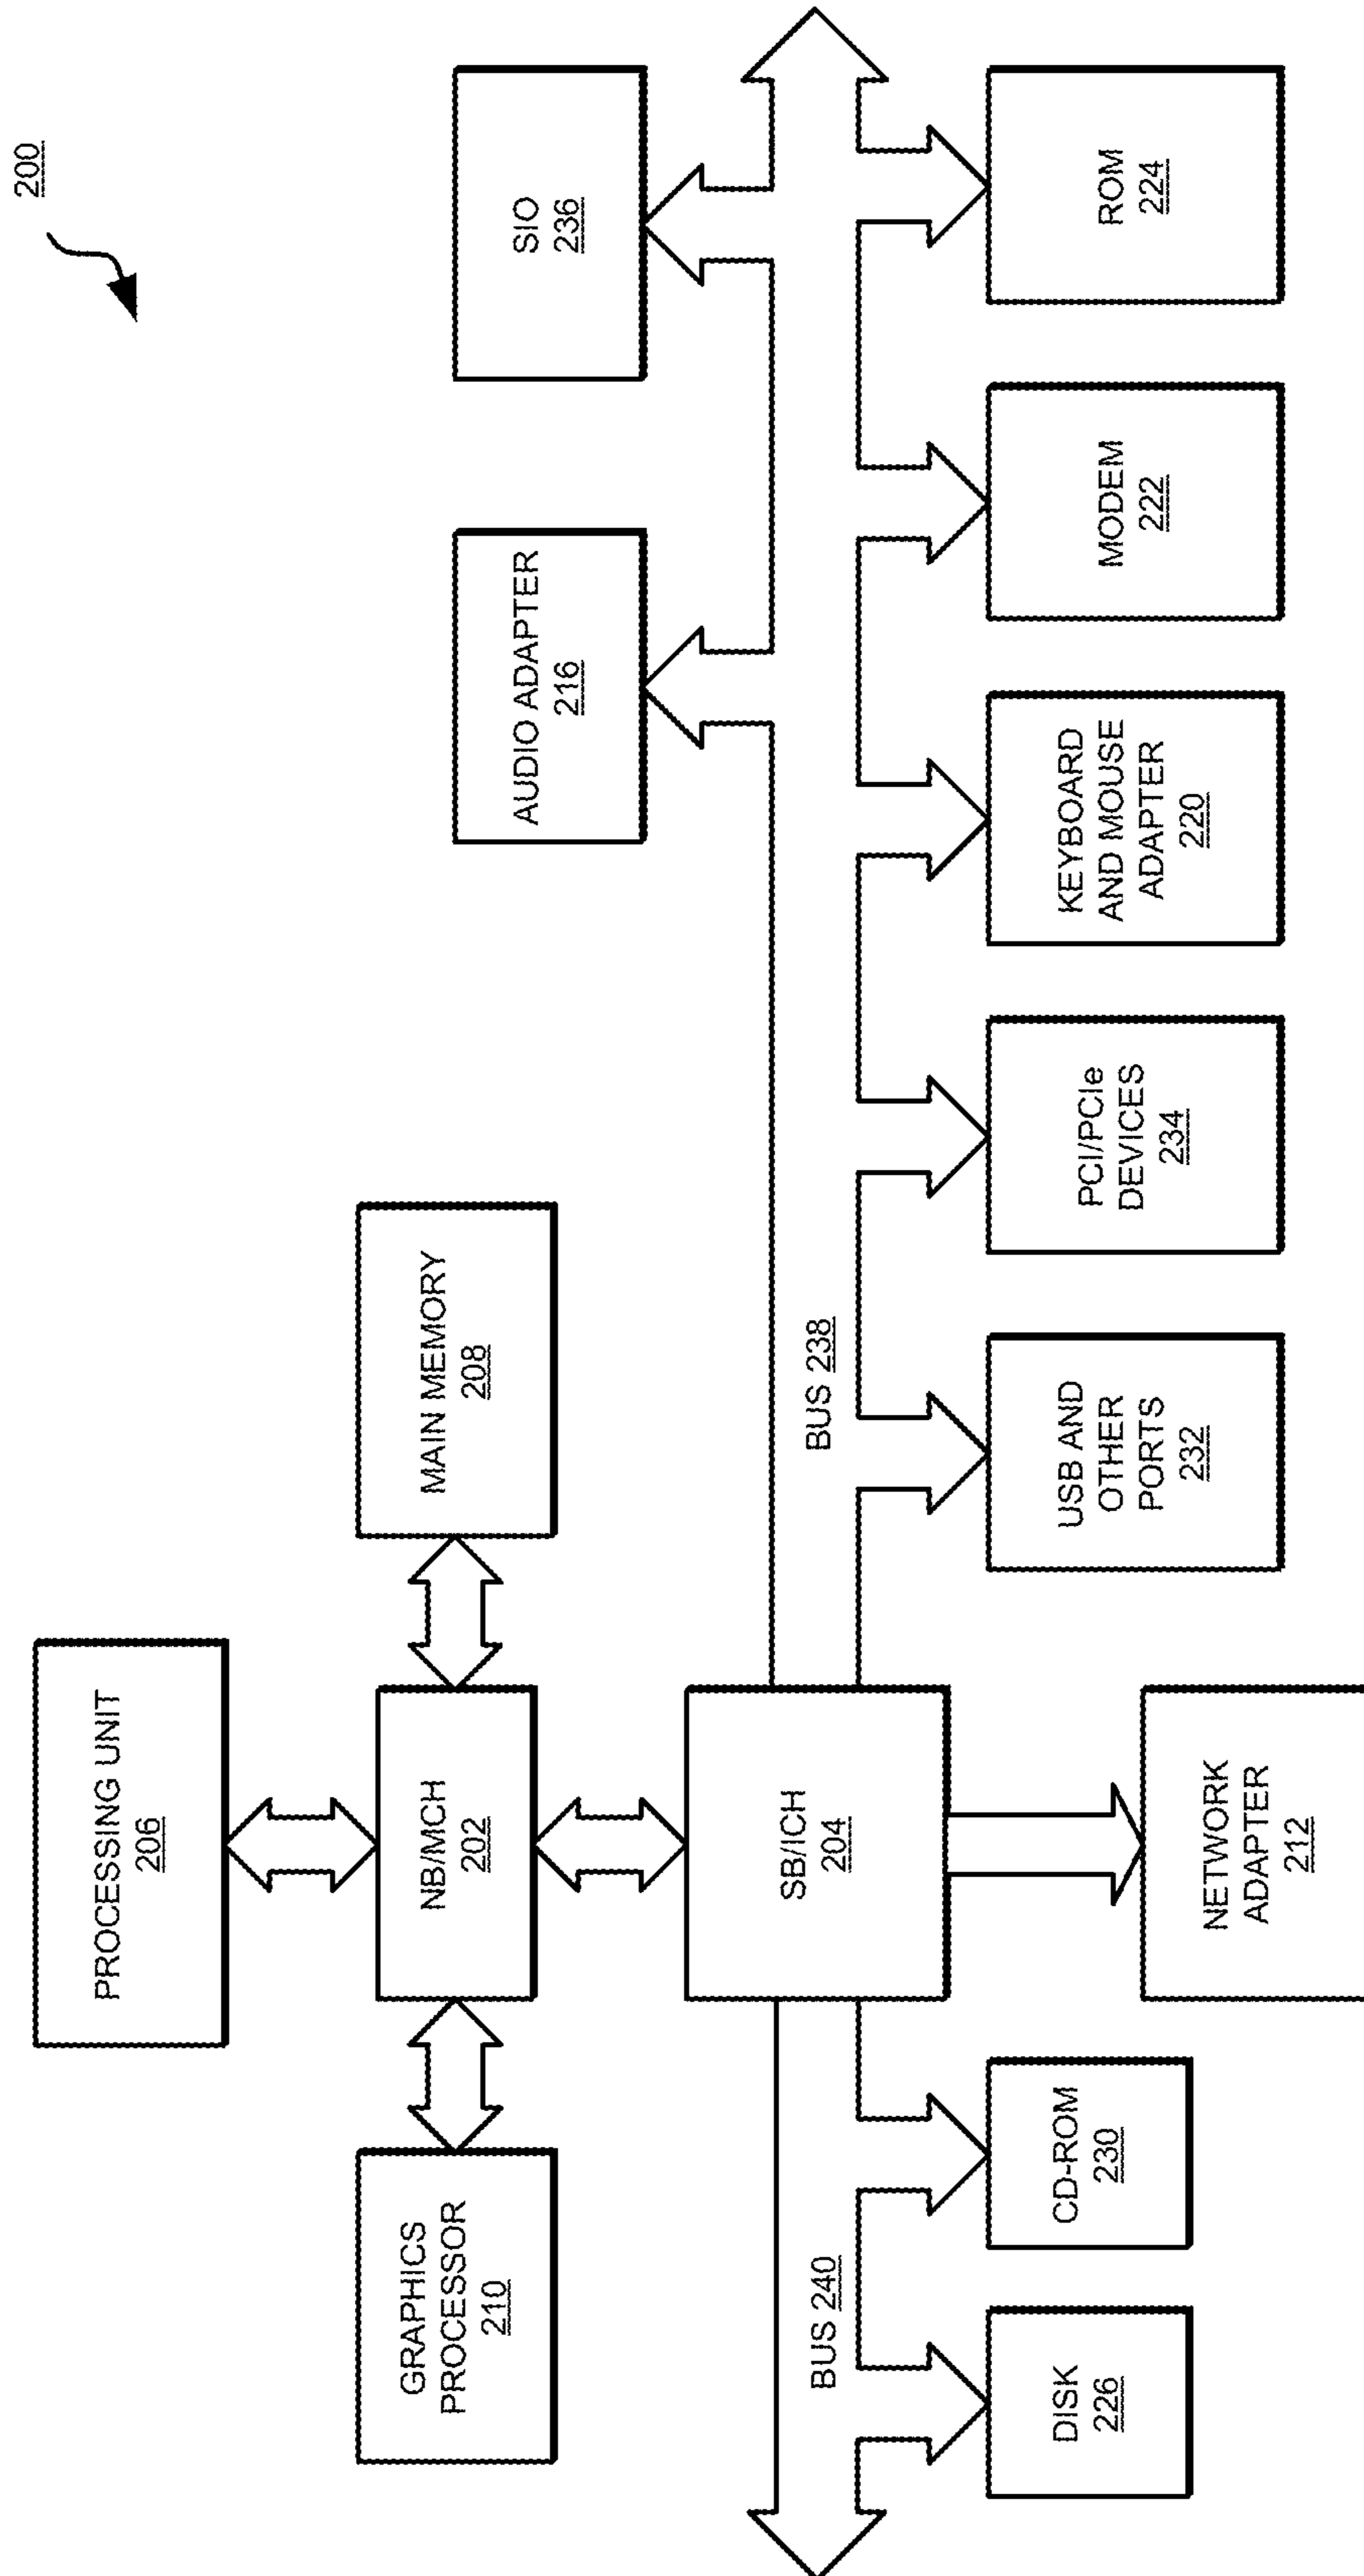 200
PROCESSING UNIT
206
GRAPHICS
PROCESSOR
210
NB/MCH
202
MAIN MEMORY
208
AUDIO ADAPTER
216
SIO
236
SB/ICH
204
BUS 240
BUS 238
DISK
226
CD-ROM
230
USB AND
OTHER
PORTS
232
PCI/PCIe
DEVICES
234
KEYBOARD
AND MOUSE
ADAPTER
220
MODEM
222
ROM
224
NETWORK
ADAPTER
212